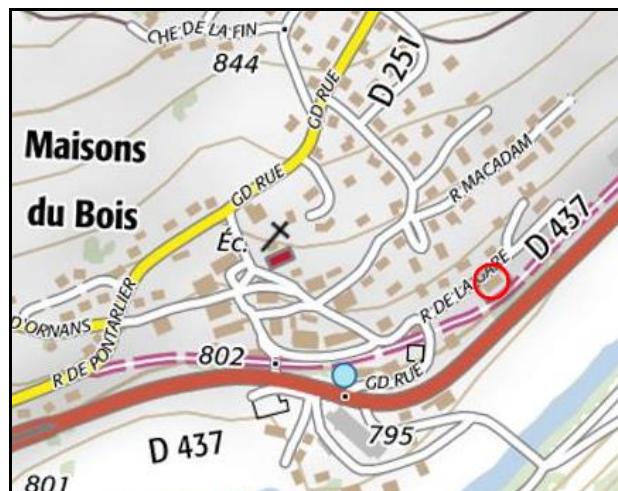 CHE DE LA FIN
844
D 251
GD RUE
Maisons
du Bois
GD RUE
R MACADAM
Éc.
D 437
R DE LA GARE
D'ORNANS
R DE PONTARLIER
802
GD RUE
D 437
795
801